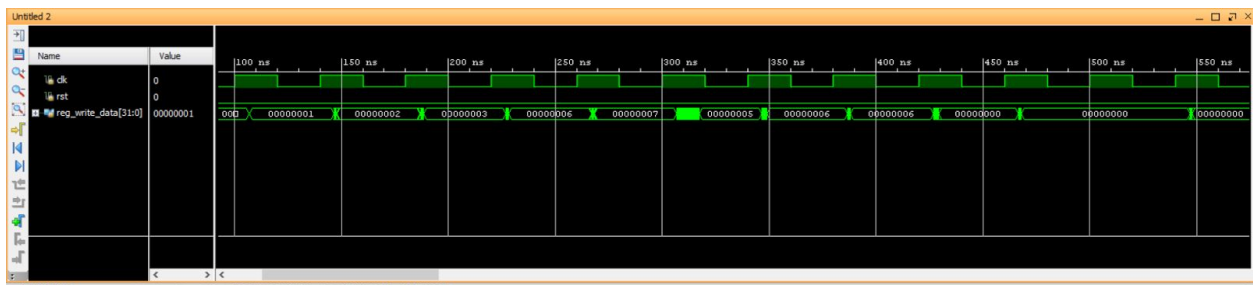 Untitled 2
Name Value
100 ns 150 ns 200 ns 250 ns 300 ns 350 ns 400 ns 450 ns 500 ns 550 ns
clk 0
rst 0
reg_write_data[31:0] 00000001 000 00000001 00000002 00000003 00000006 00000007 00000005 00000006 00000006 00000000 00000000 00000000